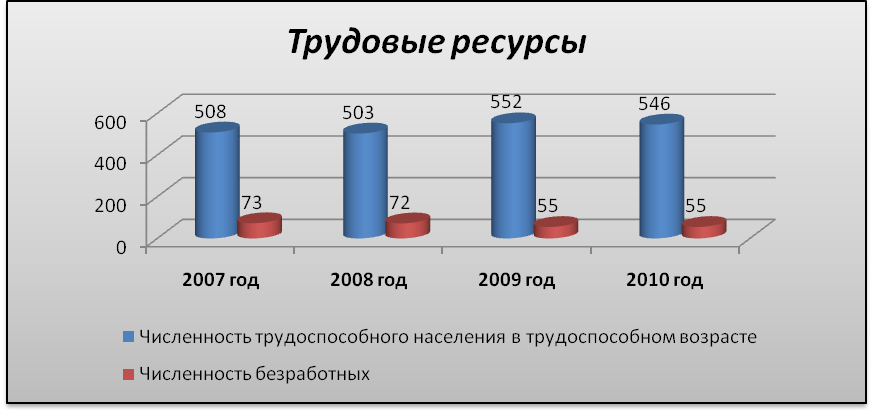 Трудовые ресурсы
600
400
200
0
508
73
503
72
552
55
546
55
2007 год
2008 год
2009 год
2010 год
Численность трудоспособного населения в трудоспособном возрасте
Численность безработных